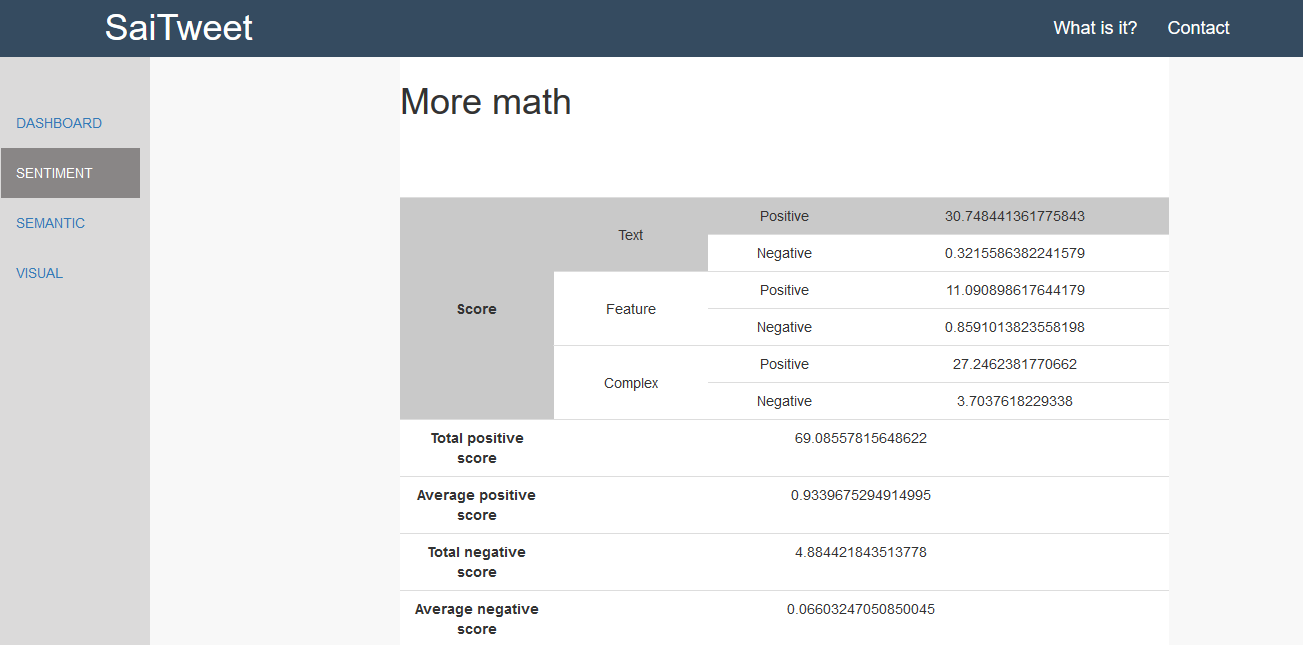 SaiTweet
What is it?
Contact
DASHBOARD
SENTIMENT
SEMANTIC
VISUAL
More math
Score
Text
Positive
30.748441361775843
Negative
0.3215586382241579
Feature
Positive
11.090898617644179
Negative
0.8591013823558198
Complex
Positive
27.2462381770662
Negative
3.7037618229338
Total positive
score
69.08557815648622
Average positive
score
0.9339675294914995
Total negative
score
4.884421843513778
Average negative
score
0.06603247050850045